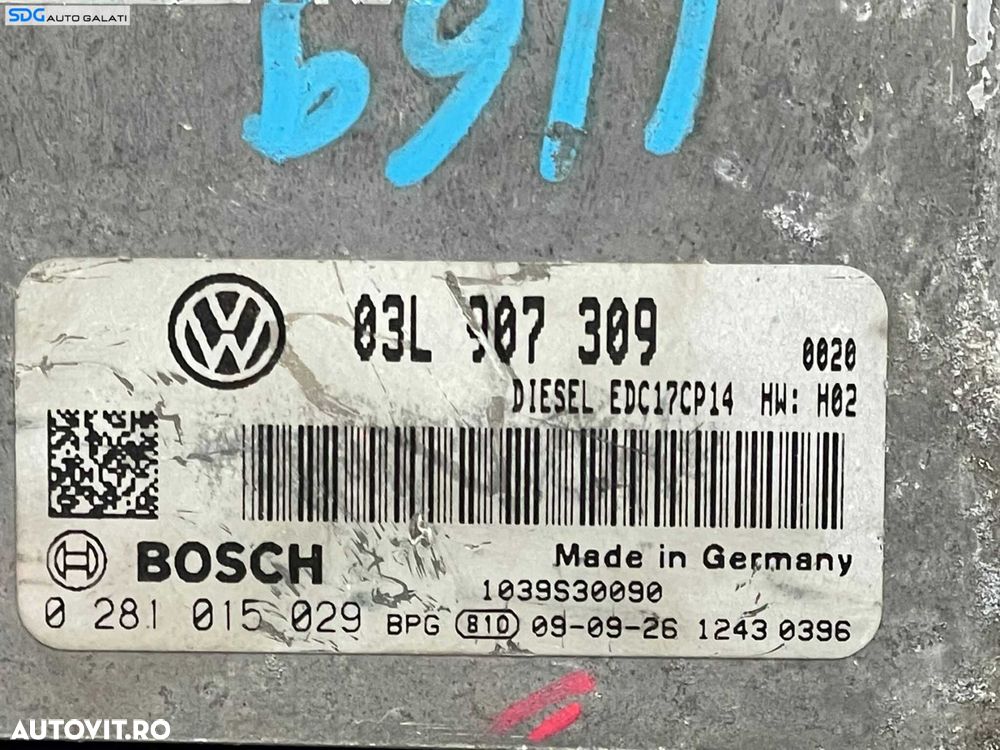 SDG AUTO GALATI
03L 907 309
0020
DIESEL EDC17CP14 HW: H02
BOSCH
Made in Germany
1039S30090
0 281 015 029 BPG 810 09-09-26 1243 0396
AUTOVIT.RO